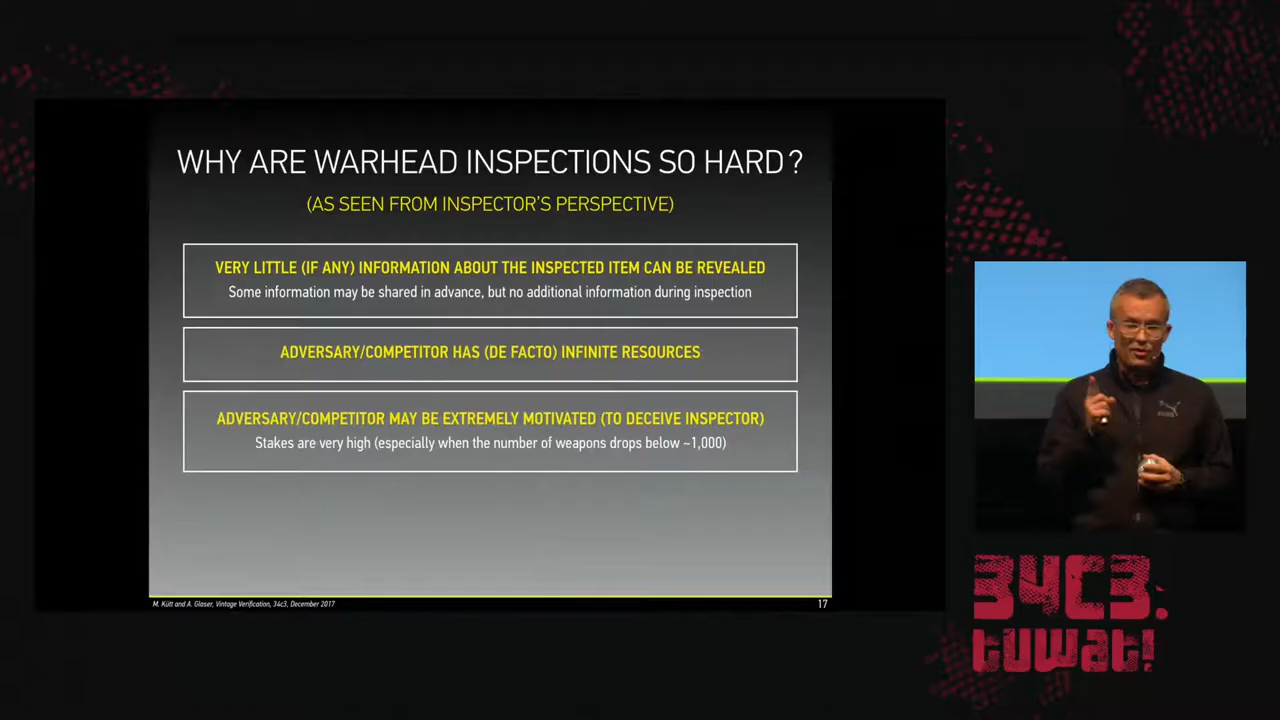 WHY ARE WARHEAD INSPECTIONS SO HARD?
(AS SEEN FROM INSPECTOR'S PERSPECTIVE)
VERY LITTLE (IF ANY) INFORMATION ABOUT THE INSPECTED ITEM CAN BE REVEALED
Some information may be shared in advance, but no additional information during inspection
ADVERSARY/COMPETITOR HAS (DE FACTO) INFINITE RESOURCES
ADVERSARY/COMPETITOR MAY BE EXTREMELY MOTIVATED (TO DECEIVE INSPECTOR)
Stakes are very high (especially when the number of weapons drops below ~1,000)
M. Kütt and A. Glaser, Vintage Verification, 34c3, December 2017
17
34C3.
tuwat!